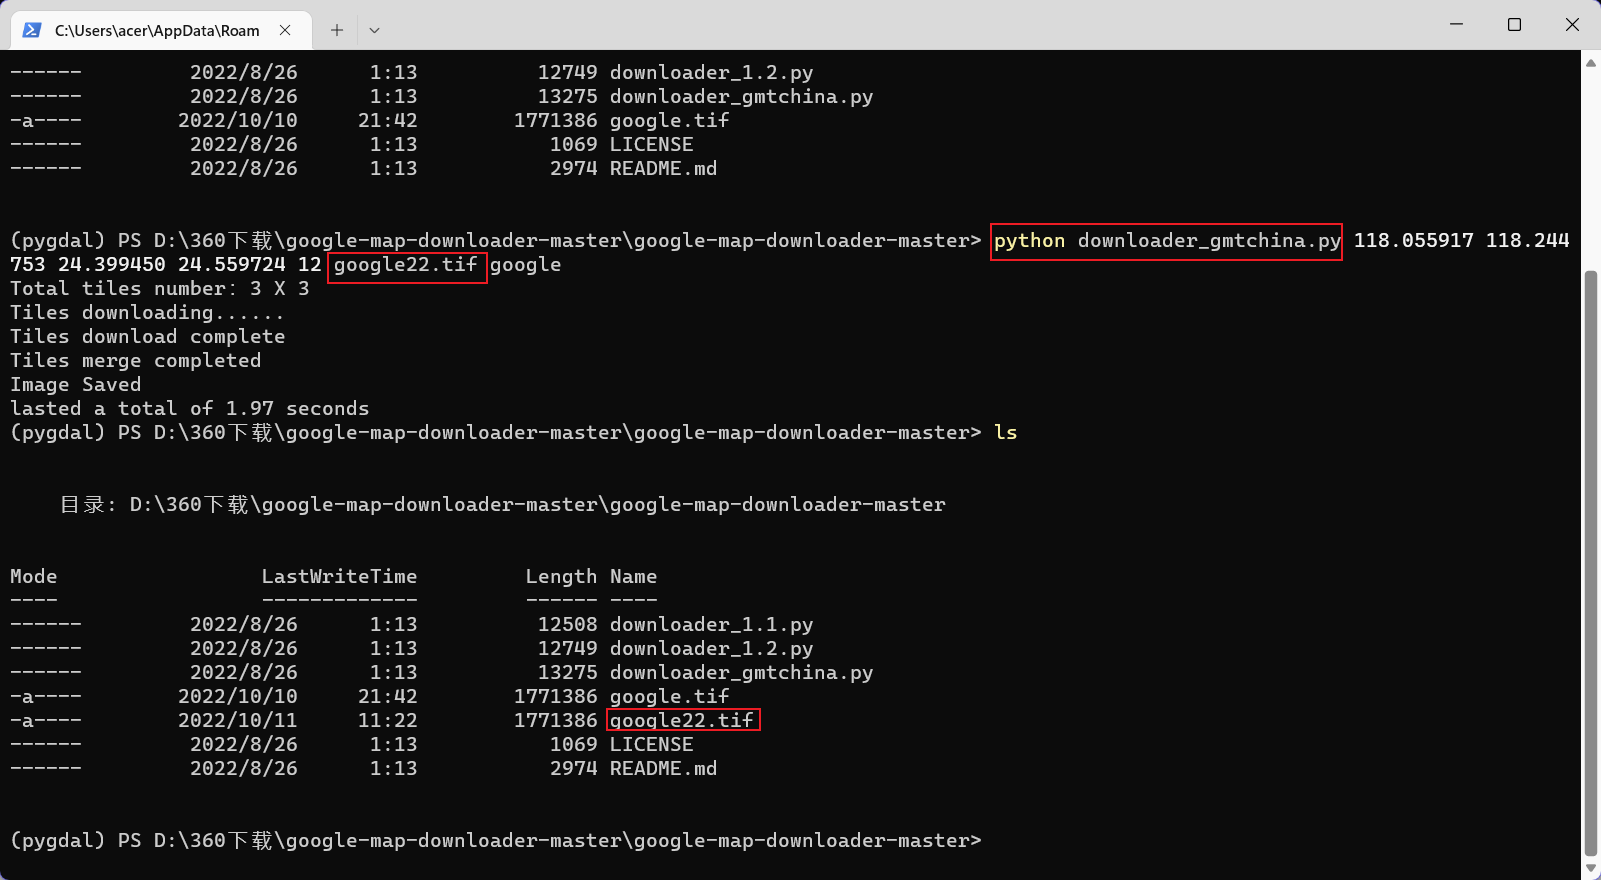 C:\Users\acer\AppData\Roam
------ 2022/8/26 1:13 12749 downloader_1.2.py
------ 2022/8/26 1:13 13275 downloader_gmtchina.py
-a---- 2022/10/10 21:42 1771386 google.tif
------ 2022/8/26 1:13 1069 LICENSE
------ 2022/8/26 1:13 2974 README.md
(pygdal) PS D:\360下载\google-map-downloader-master\google-map-downloader-master> python downloader_gmtchina.py 118.055917 118.244
753 24.399450 24.559724 12 google22.tif google
Total tiles number: 3 X 3
Tiles downloading......
Tiles download complete
Tiles merge completed
Image Saved
lasted a total of 1.97 seconds
(pygdal) PS D:\360下载\google-map-downloader-master\google-map-downloader-master> ls
目录: D:\360下载\google-map-downloader-master\google-map-downloader-master
Mode LastWriteTime Length Name
---- ------------- ------ ----
------ 2022/8/26 1:13 12508 downloader_1.1.py
------ 2022/8/26 1:13 12749 downloader_1.2.py
------ 2022/8/26 1:13 13275 downloader_gmtchina.py
-a---- 2022/10/10 21:42 1771386 google.tif
-a---- 2022/10/11 11:22 1771386 google22.tif
------ 2022/8/26 1:13 1069 LICENSE
------ 2022/8/26 1:13 2974 README.md
(pygdal) PS D:\360下载\google-map-downloader-master\google-map-downloader-master>